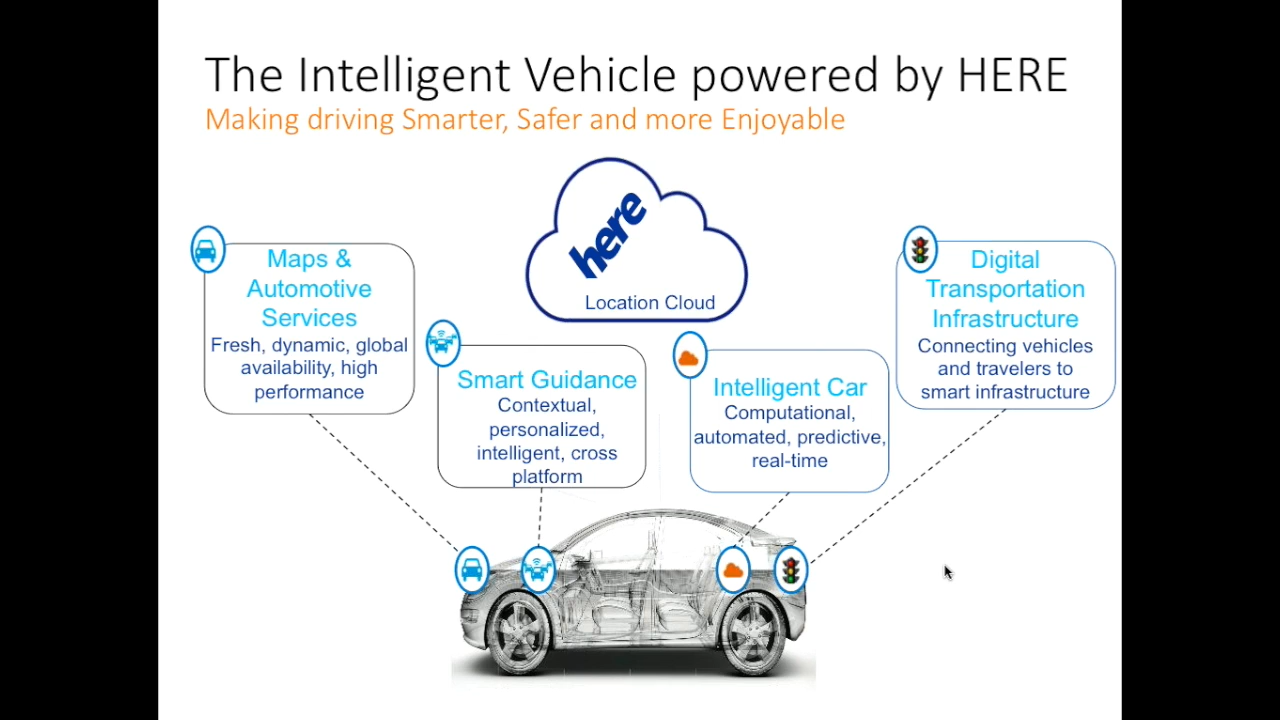 The Intelligent Vehicle powered by HERE
Making driving Smarter, Safer and more Enjoyable
here
Location Cloud
Maps &
Automotive
Services
Fresh, dynamic, global
availability, high
performance
Smart Guidance
Contextual,
personalized,
intelligent, cross
platform
Intelligent Car
Computational,
automated, predictive,
real-time
Digital
Transportation
Infrastructure
Connecting vehicles
and travelers to
smart infrastructure